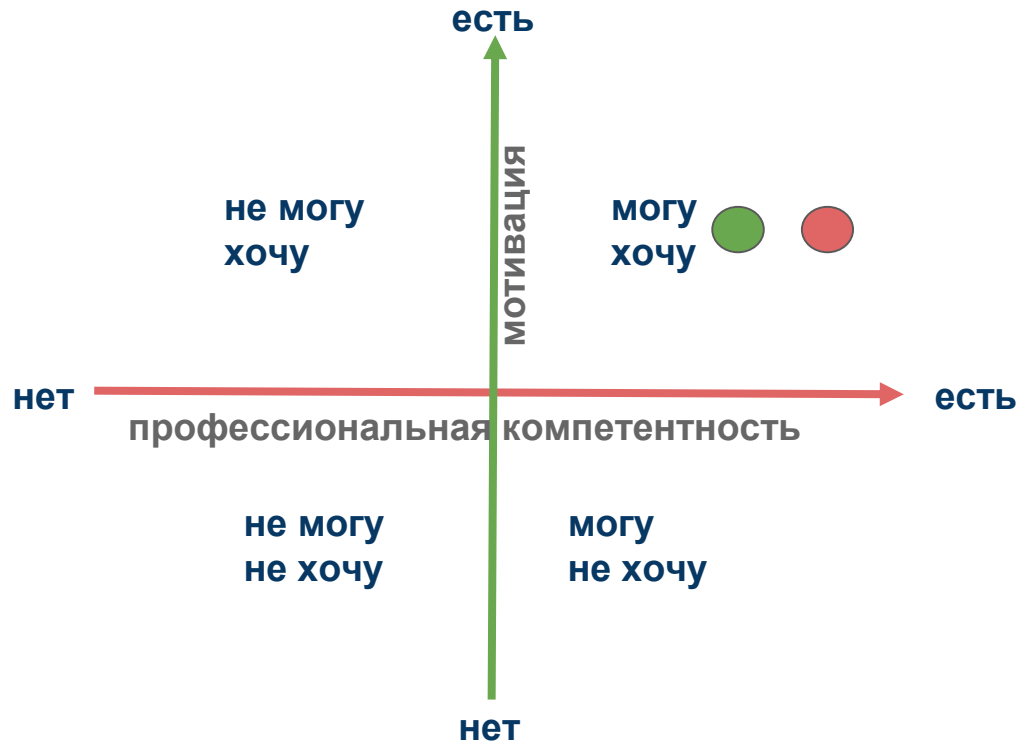 есть
мотивация
не могу
хочу
могу
хочу
нет
есть
профессиональная компетентность
не могу
не хочу
могу
не хочу
нет